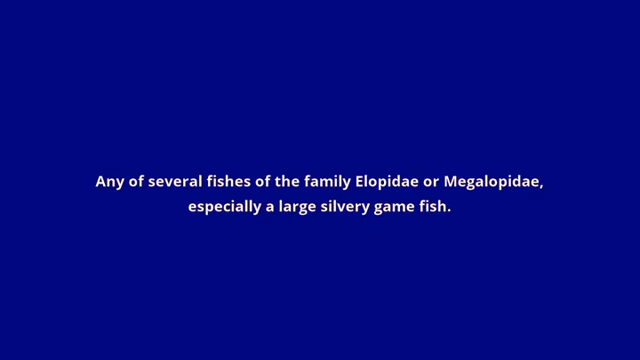 Any of several fishes of the family Elopidae or Megalopidae,
especially a large silvery game fish.